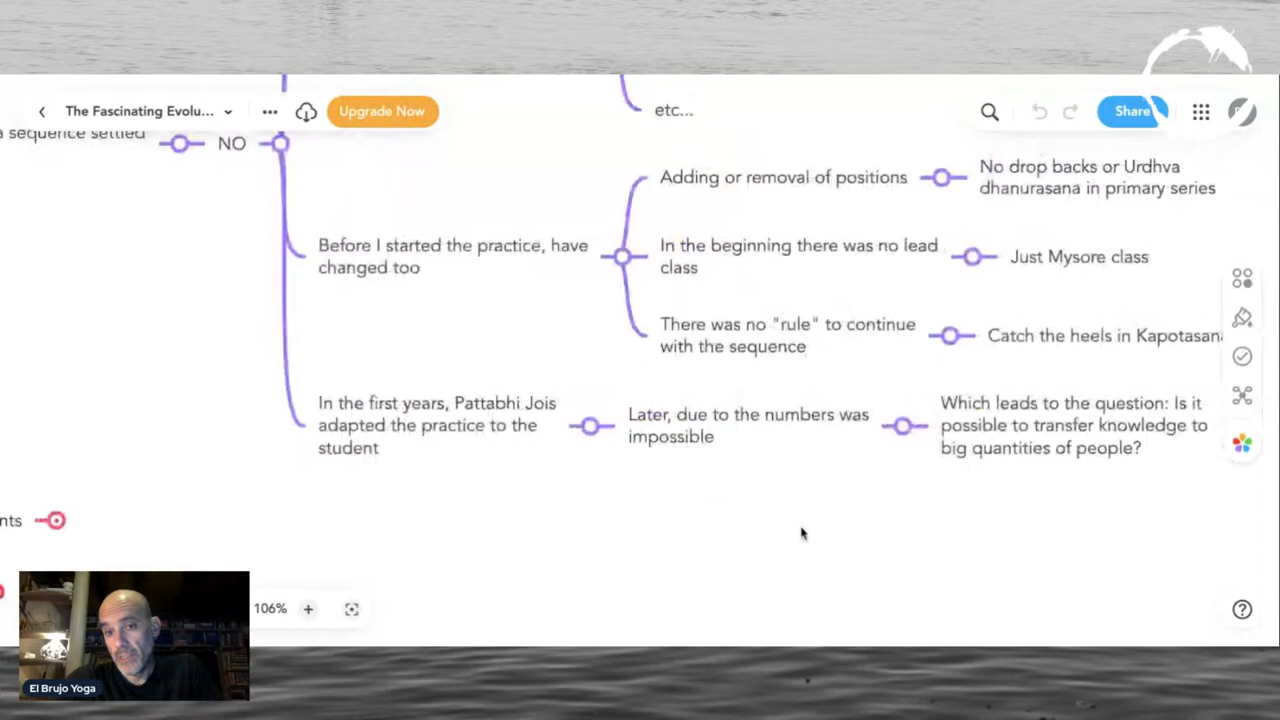 etc...
The Fascinating Evolu...
Upgrade Now
Share
a sequence settled
NO
Adding or removal of positions
No drop backs or Urdhva
dhanurasana in primary series
Before I started the practice, have
changed too
In the beginning there was no lead
class
Just Mysore class
There was no "rule" to continue
with the sequence
Catch the heels in Kapotasan
In the first years, Pattabhi Jois
adapted the practice to the
student
Later, due to the numbers was
impossible
Which leads to the question: Is it
possible to transfer knowledge to
big quantities of people?
nts
106%
El Brujo Yoga